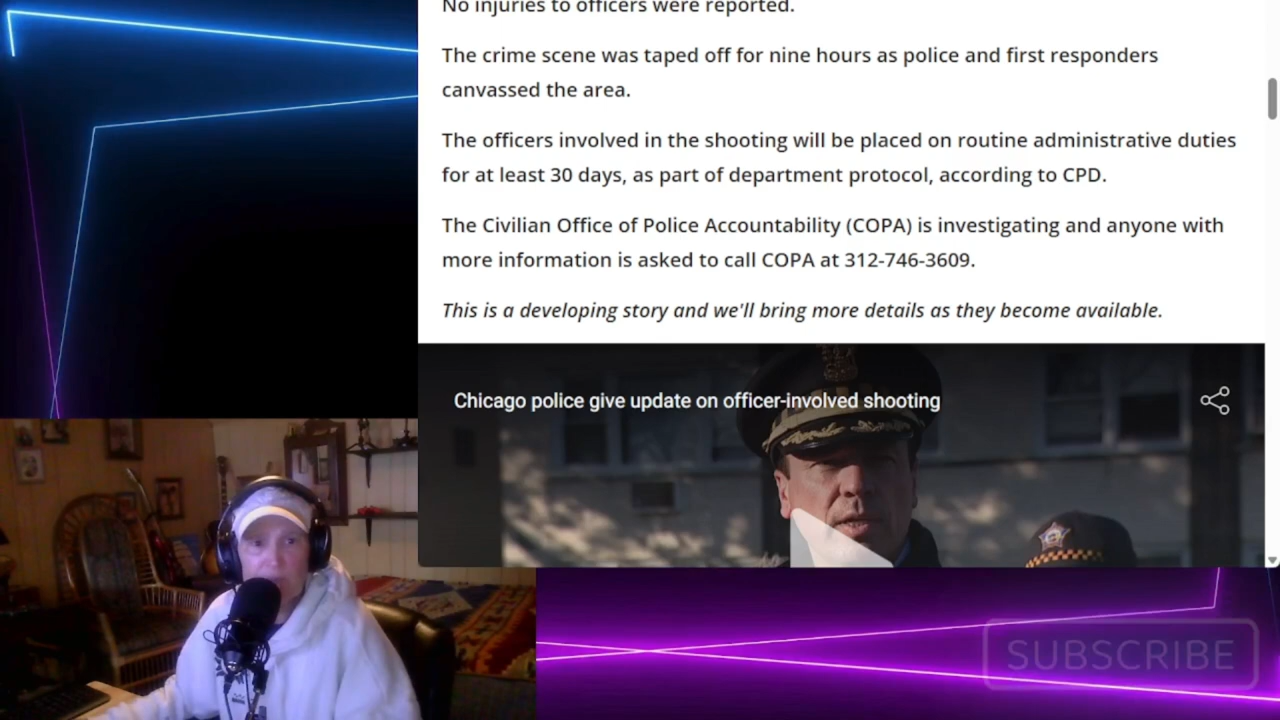 No injuries to officers were reported.
The crime scene was taped off for nine hours as police and first responders
canvassed the area.
The officers involved in the shooting will be placed on routine administrative duties
for at least 30 days, as part of department protocol, according to CPD.
The Civilian Office of Police Accountability (COPA) is investigating and anyone with
more information is asked to call COPA at 312-746-3609.
This is a developing story and we'll bring more details as they become available.
Chicago police give update on officer-involved shooting
SUBSCRIBE